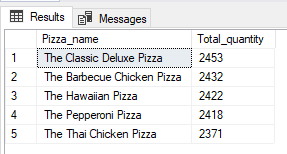 Results Messages
Pizza_name Total_quantity
1 The Classic Deluxe Pizza 2453
2 The Barbecue Chicken Pizza 2432
3 The Hawaiian Pizza 2422
4 The Pepperoni Pizza 2418
5 The Thai Chicken Pizza 2371